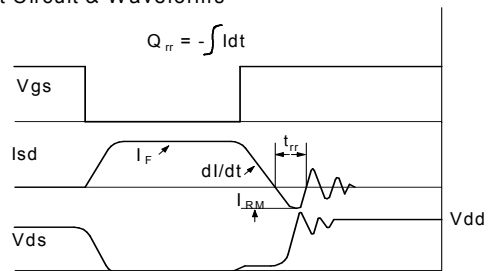 t Circuit & Waveforms
Q rr = - ∫ Idt
Vgs
Isd
I F
dI/dt
t rr
I RM
Vdd
Vds